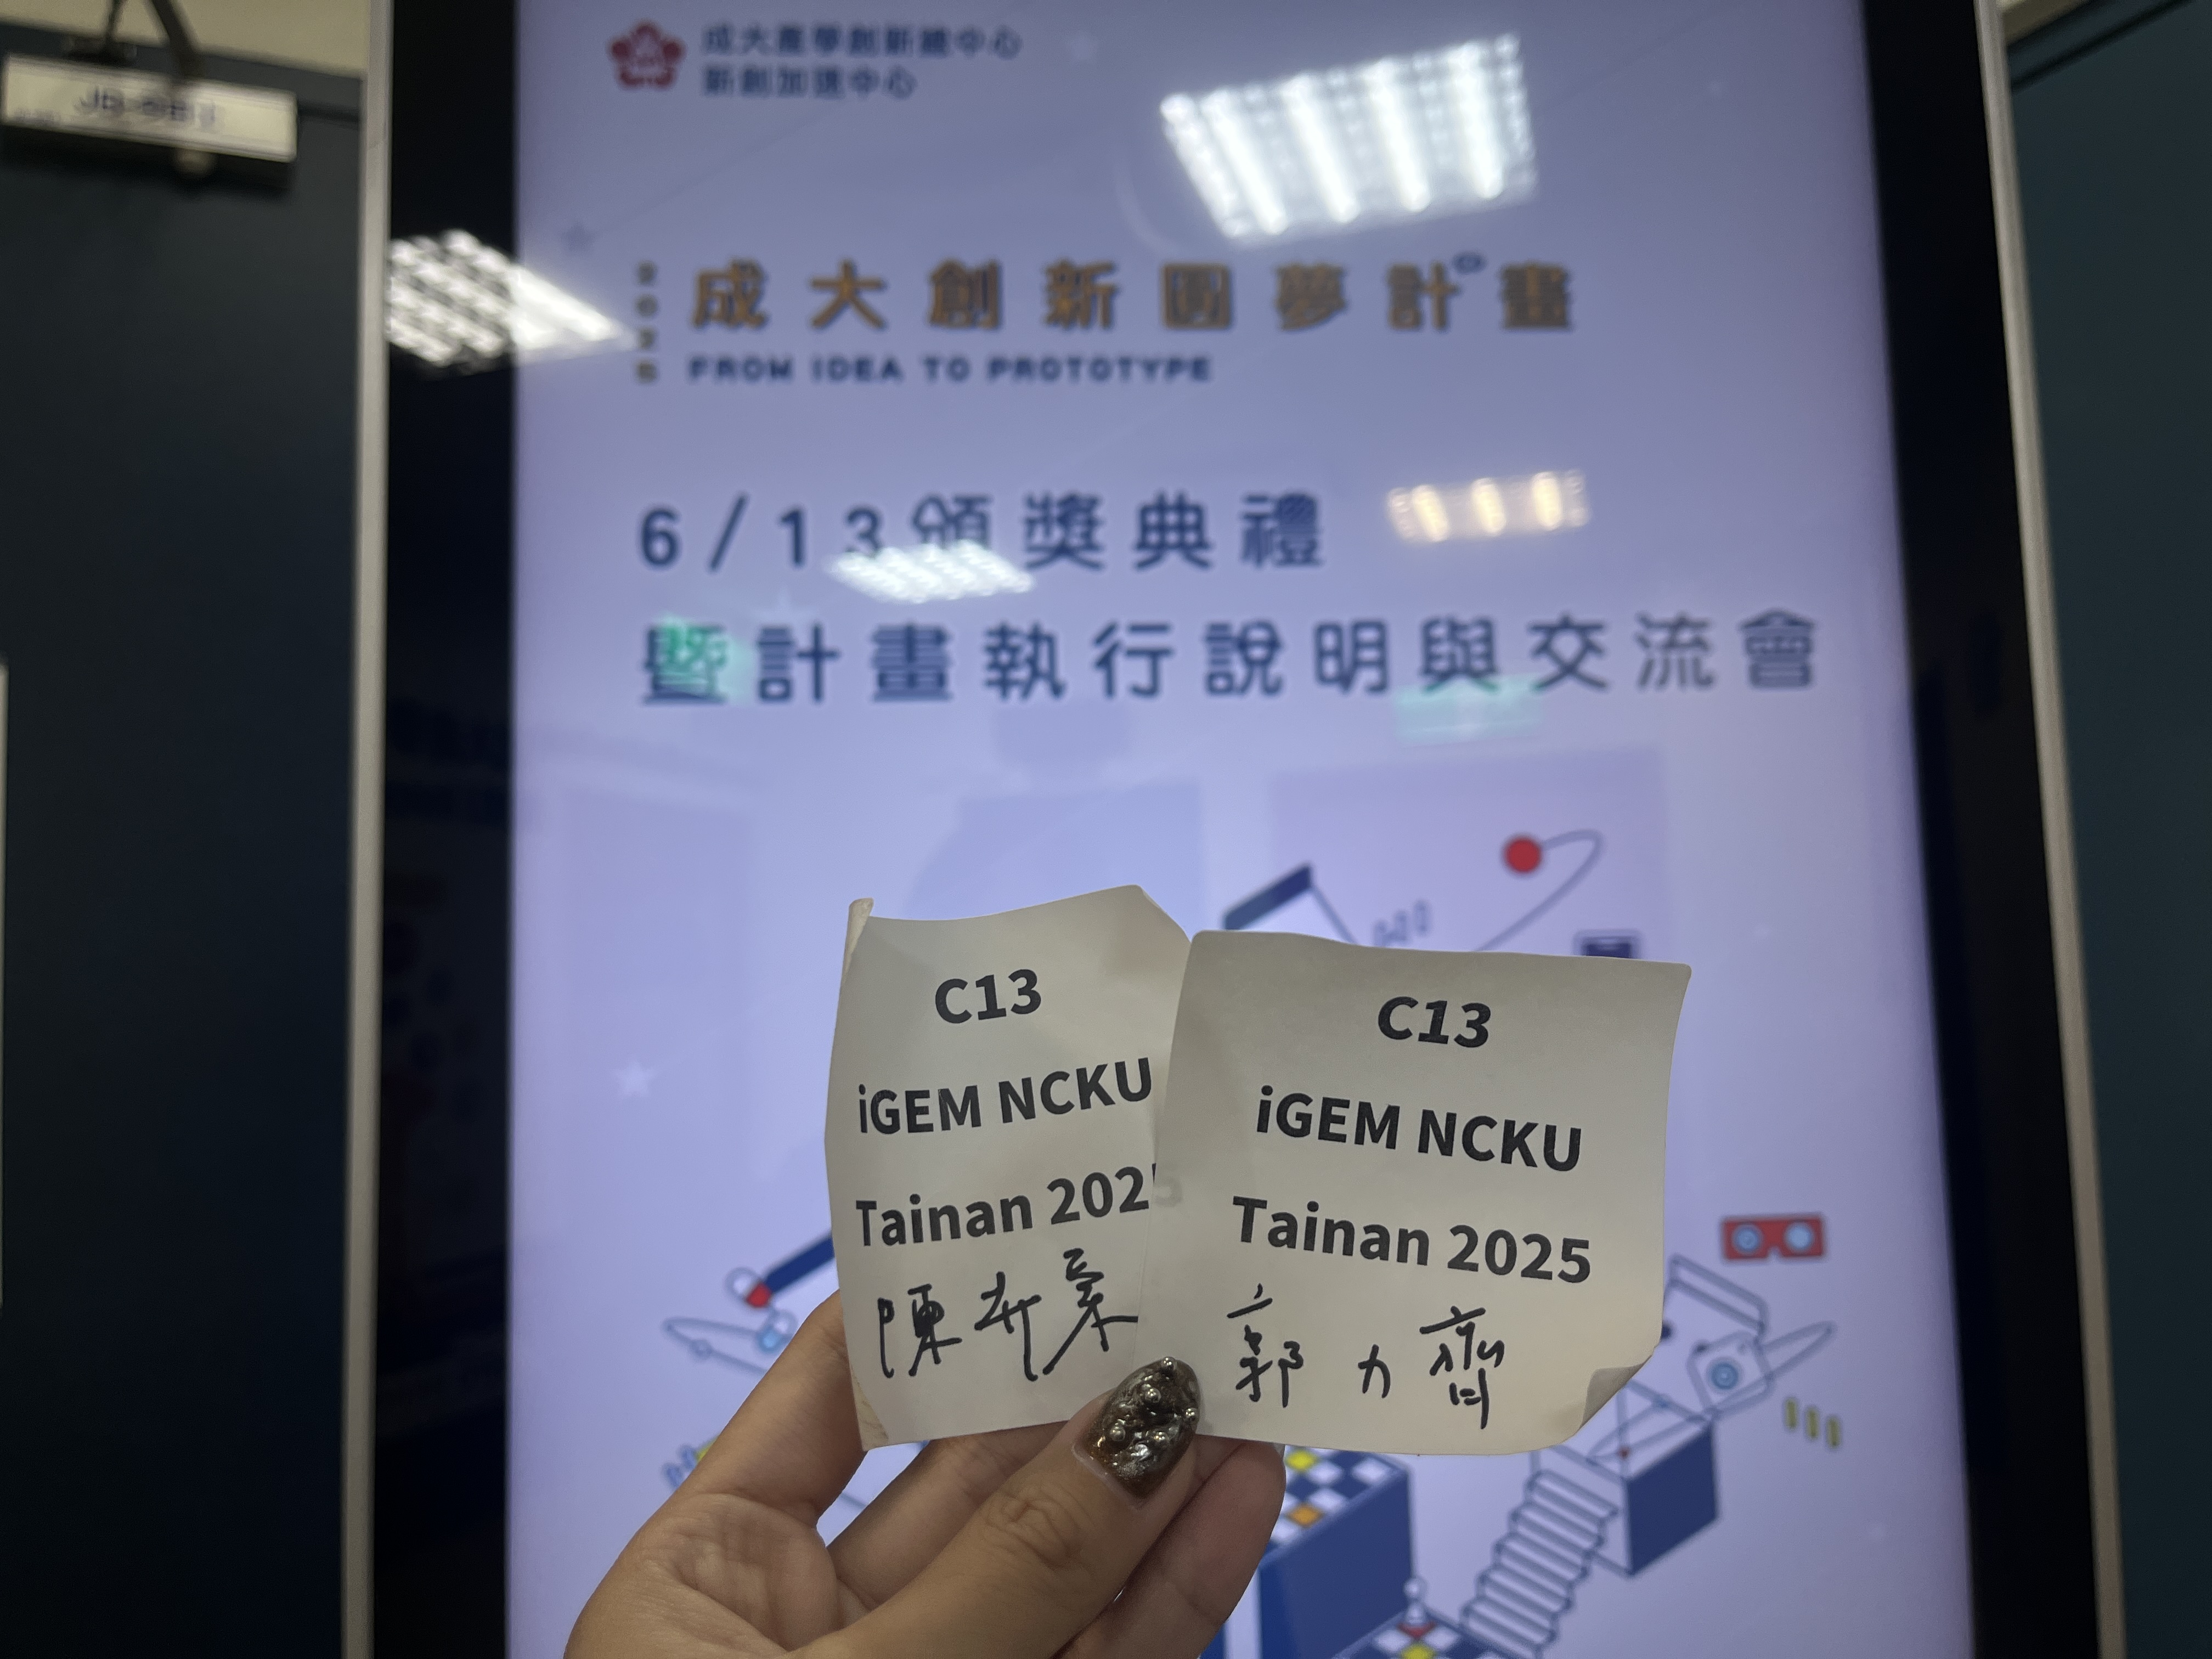 成大產學創新總中心
新創加速中心
2025
成大創新圓夢計畫
FROM IDEA TO PROTOTYPE
6/13頒獎典禮
暨計畫執行說明與交流會
C13
iGEM NCKU
Tainan 2025
陳
C13
iGEM NCKU
Tainan 2025
郭力齊